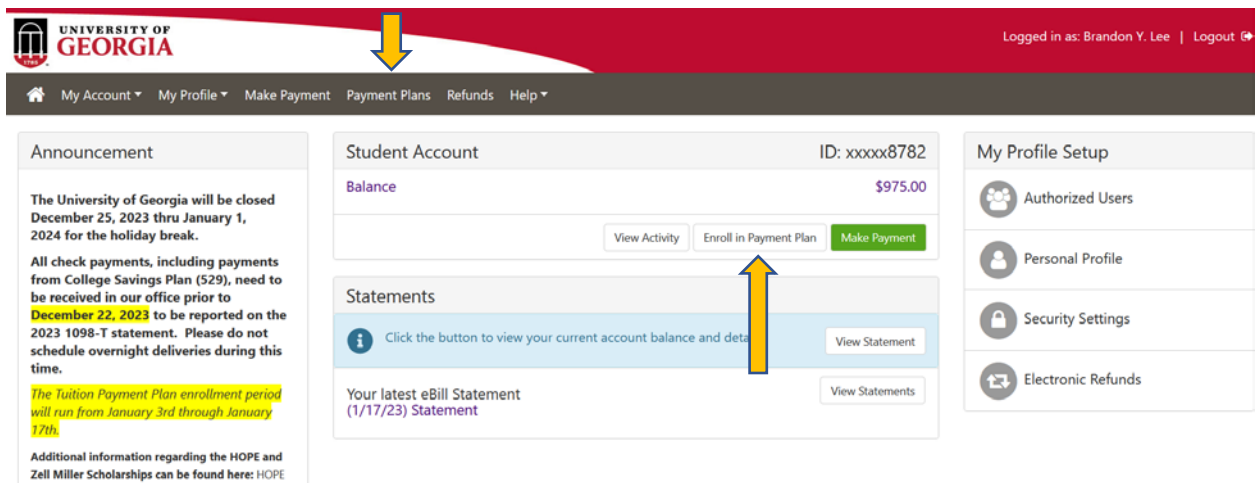 UNIVERSITY OF
GEORGIA
1785
Logged in as: Brandon Y. Lee | Logout
My Account My Profile Make Payment Payment Plans Refunds Help
Announcement
The University of Georgia will be closed
December 25, 2023 thru January 1,
2024 for the holiday break.
All check payments, including payments
from College Savings Plan (529), need to
be received in our office prior to
December 22, 2023 to be reported on the
2023 1098-T statement. Please do not
schedule overnight deliveries during this
time.
The Tuition Payment Plan enrollment period
will run from January 3rd through January
17th.
Additional information regarding the HOPE and
Zell Miller Scholarships can be found here: HOPE
Student Account ID: xxxxx8782
Balance $975.00
View Activity Enroll in Payment Plan Make Payment
Statements
Click the button to view your current account balance and deta
View Statement
Your latest eBill Statement
(1/17/23) Statement
View Statements
My Profile Setup
Authorized Users
Personal Profile
Security Settings
Electronic Refunds